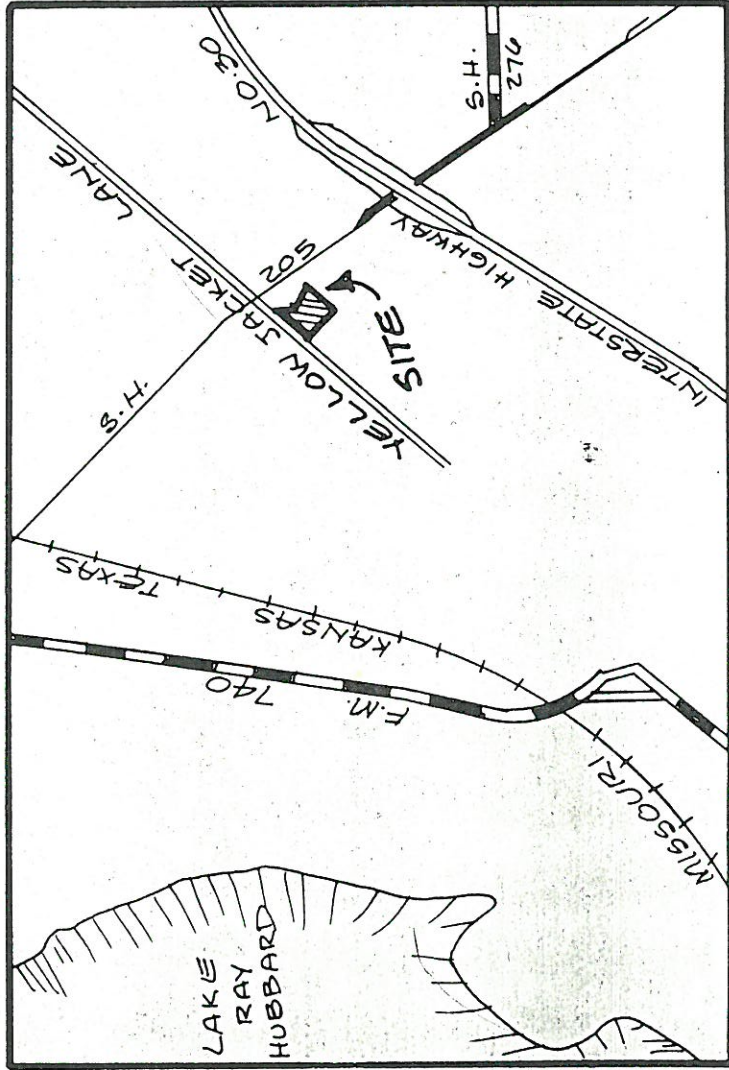 NO. 30
S.H.
276
LANE
205
YELLOW JACKET
SITE
INTERSTATE HIGHWAY
S.H.
TEXAS
KANSAS
740
F.M.
MISSOURI
LAKE
RAY
HUBBARD